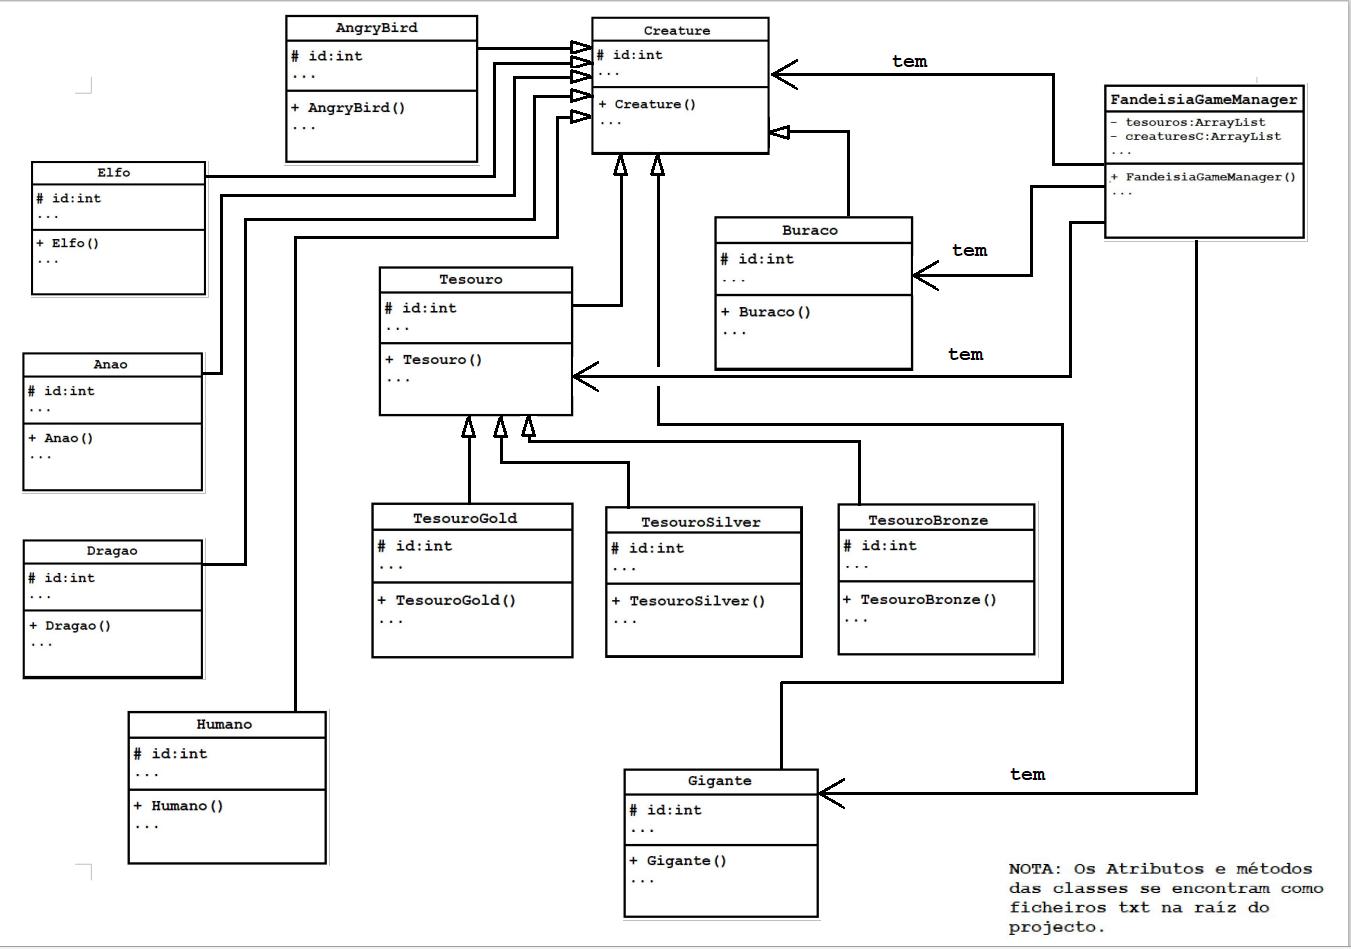 AngryBird
# id:int
...
+ AngryBird()
...
Creature
# id:int
...
+ Creature()
...
tem
FandeisiaGameManager
- tesouros:ArrayList
- creaturesC:ArrayList
...
+ FandeisiaGameManager()
...
Elfo
# id:int
...
+ Elfo()
...
Buraco
# id:int
...
+ Buraco()
...
tem
Tesouro
# id:int
...
+ Tesouro()
...
tem
Anao
# id:int
...
+ Anao()
...
TesouroGold
# id:int
...
+ TesouroGold()
...
TesouroSilver
# id:int
...
+ TesouroSilver()
...
TesouroBronze
# id:int
...
+ TesouroBronze()
...
Dragao
# id:int
...
+ Dragao()
...
Humano
# id:int
...
+ Humano()
...
Gigante
# id:int
...
+ Gigante()
...
tem
NOTA: Os Atributos e métodos
das classes se encontram como
ficheiros txt na raíz do
projecto.